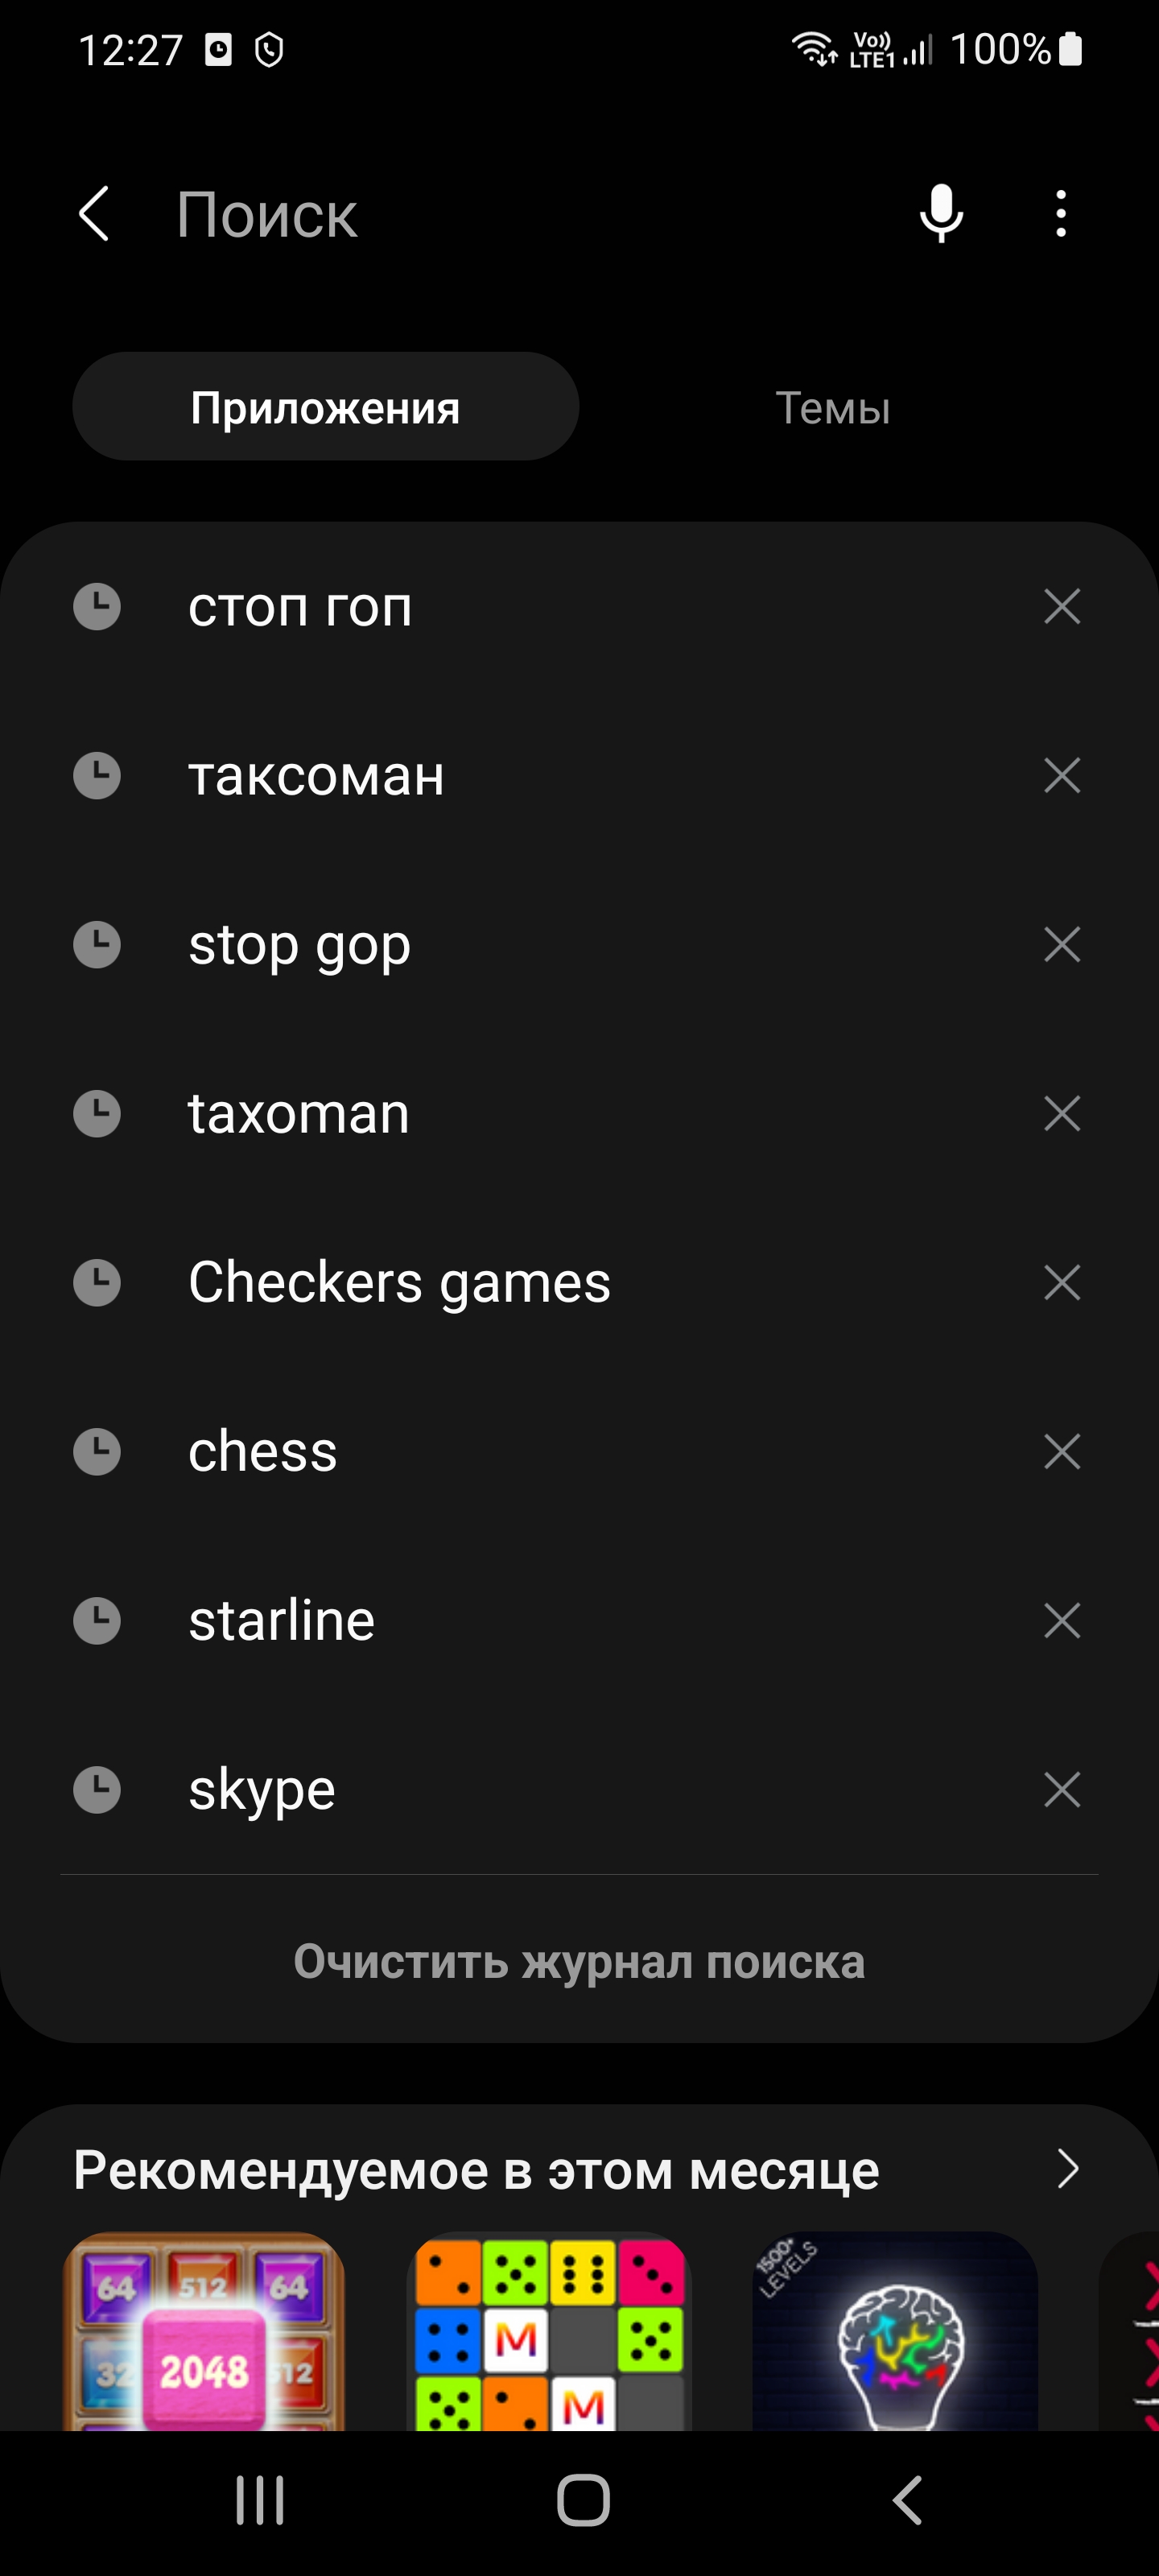 12:27
Vo)) LTE1 100%
Поиск
Приложения
Темы
стоп гоп
таксоман
stop gop
taxoman
Checkers games
chess
starline
skype
Очистить журнал поиска
Рекомендуемое в этом месяце
64 512 64
32 2048 512
1500+ LEVELS
M
M